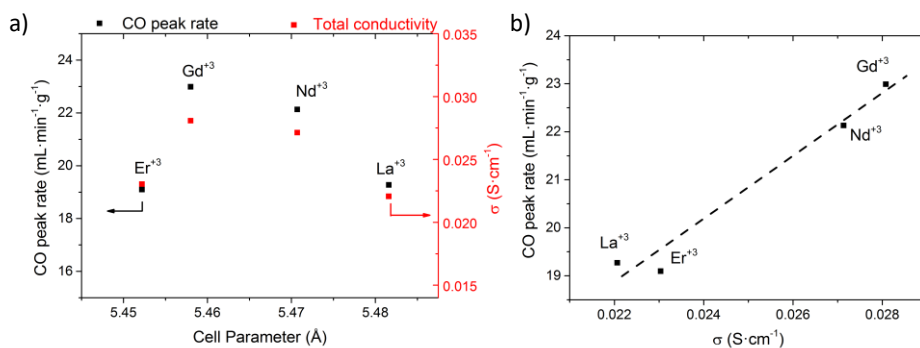 a)
CO peak rate
Total conductivity
CO peak rate (mL·min⁻¹·g⁻¹)
24
22
20
18
16
Er⁺³
Gd⁺³
Nd⁺³
La⁺³
0.035
0.030
0.025
0.020
0.015
σ (S·cm⁻¹)
5.45
5.46
5.47
5.48
Cell Parameter (Å)
b)
CO peak rate (mL·min⁻¹·g⁻¹)
24
23
22
21
20
19
Gd⁺³
Nd⁺³
La⁺³
Er⁺³
0.022
0.024
0.026
0.028
σ (S·cm⁻¹)